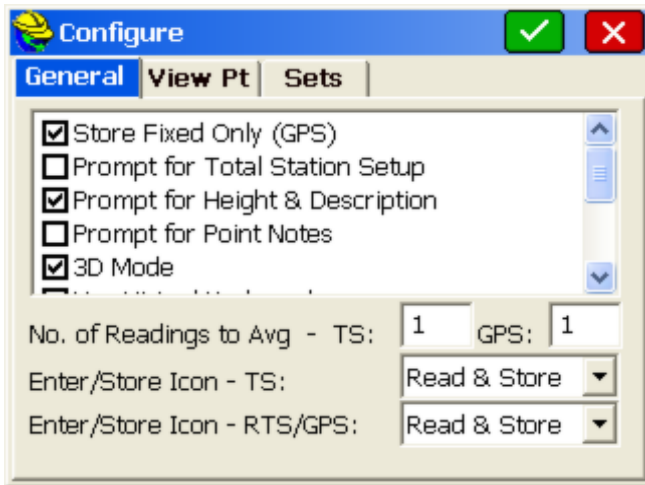 Configure
General View Pt Sets
Store Fixed Only (GPS)
Prompt for Total Station Setup
Prompt for Height & Description
Prompt for Point Notes
3D Mode
No. of Readings to Avg - TS: 1 GPS: 1
Enter/Store Icon - TS: Read & Store
Enter/Store Icon - RTS/GPS: Read & Store